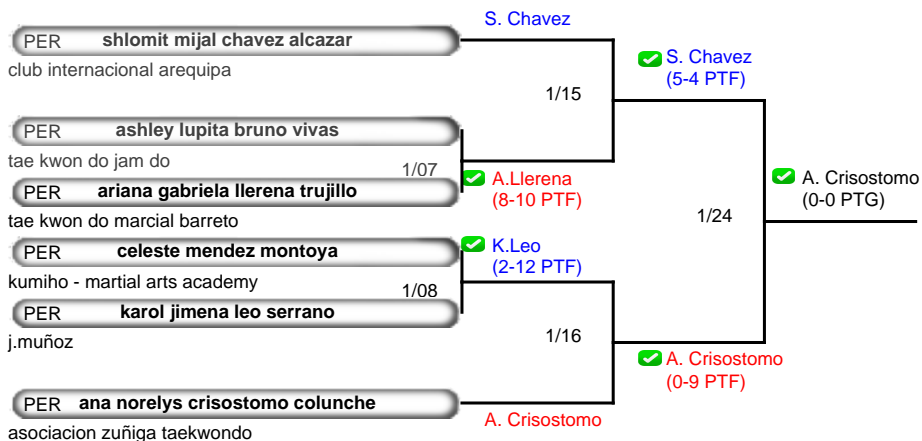 S. Chavez
PER shlomit mijal chavez alcazar
club internacional arequipa
S. Chavez
(5-4 PTF)
1/15
PER ashley lupita bruno vivas
tae kwon do jam do
1/07
A.Llerena
(8-10 PTF)
PER ariana gabriela llerena trujillo
tae kwon do marcial barreto
A. Crisostomo
(0-0 PTG)
1/24
PER celeste mendez montoya
kumiho - martial arts academy
K.Leo
(2-12 PTF)
1/08
PER karol jimena leo serrano
j.muñoz
1/16
A. Crisostomo
(0-9 PTF)
PER ana norelys crisostomo colunche
asociacion zuñiga taekwondo
A. Crisostomo